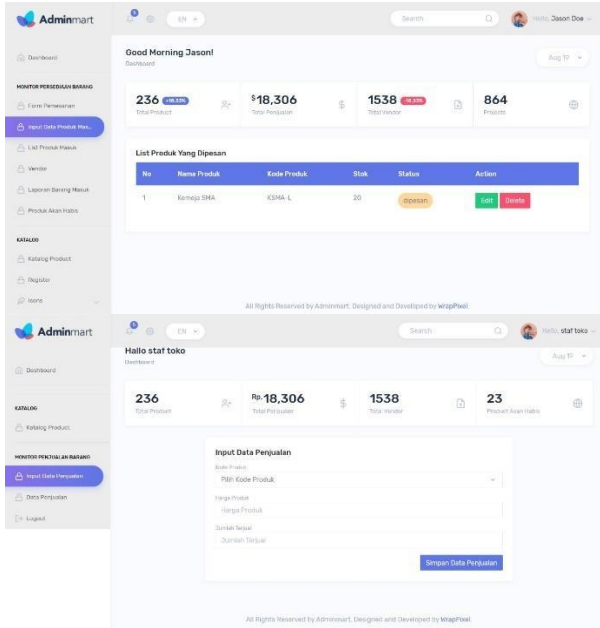 Adminmart
EN
Search
Hello, Jason Doe
Dashboard
Good Morning Jason!
Dashboard
Aug 19
MONITOR PERSEDIAAN BARANG
Form Pemesanan
Input Data Produk Mas...
List Produk Masuk
Vendor
Laporan Barang Masuk
Produk Akan Habis
KATALOG
Katalog Product
Register
Icons
236 +18.33%
Total Product
$18,306
Total Penjualan
1538 -18.33%
Total Vendor
864
Projects
List Produk Yang Dipesan
No Nama Produk Kode Produk Stok Status Action
1 Kemeja SMA KSMA-L 20 dipesan Edit Delete
All Rights Reserved by Adminmart. Designed and Developed by WrapPixel.
Adminmart
EN
Search
Hello, staf toko
Dashboard
Hallo staf toko
Dashboard
Aug 19
KATALOG
Katalog Product
MONITOR PENJUALAN BARANG
Input Data Penjualan
Data Penjualan
Logout
236
Total Product
Rp.18,306
Total Penjualan
1538
Total Vendor
23
Product Akan Habis
Input Data Penjualan
Kode Produk
Pilih Kode Produk
Harga Produk
Harga Produk
Jumlah Terjual
Jumlah Terjual
Simpan Data Penjualan
All Rights Reserved by Adminmart. Designed and Developed by WrapPixel.